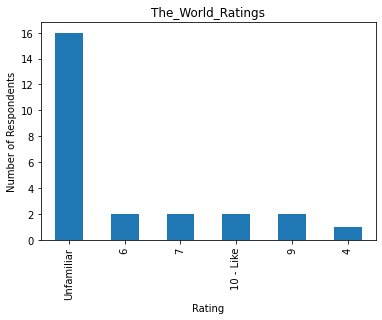 The_World_Ratings
Number of Respondents
16
14
12
10
8
6
4
2
0
Unfamiliar
6
7
10 - Like
9
4
Rating